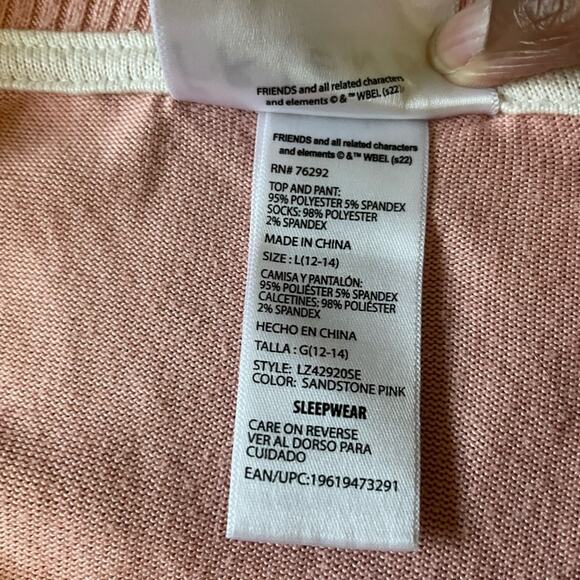 FRIENDS and all related characters
and elements © & ™ WBEI. (s22)
FRIENDS and all related characters
and elements © & ™ WBEI. (s22)
RN# 76292
TOP AND PANT:
95% POLYESTER 5% SPANDEX
SOCKS: 98% POLYESTER
2% SPANDEX
MADE IN CHINA
SIZE : L(12-14)
CAMISA Y PANTALÓN:
95% POLIÉSTER 5% SPANDEX
CALCETINES: 98% POLIÉSTER
2% SPANDEX
HECHO EN CHINA
TALLA : G(12-14)
STYLE: LZ42920SE
COLOR: SANDSTONE PINK
SLEEPWEAR
CARE ON REVERSE
VER AL DORSO PARA
CUIDADO
EAN/UPC:19619473291